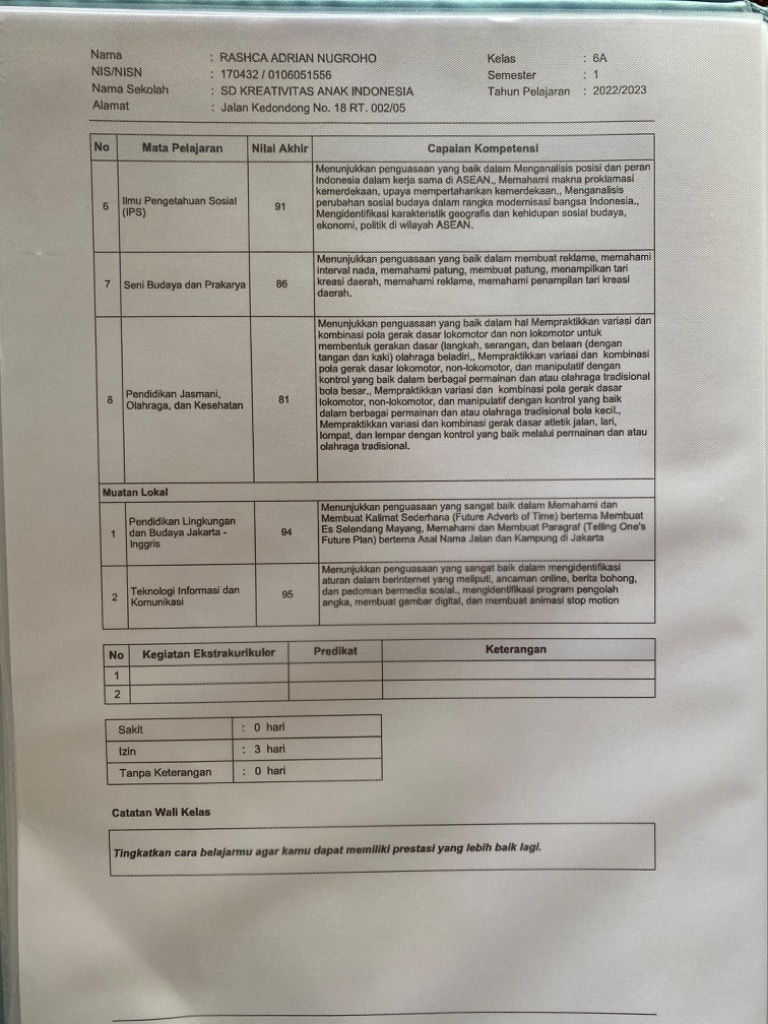 Nama : RASHCA ADRIAN NUGROHO Kelas : 6A
NIS/NISN : 170432 / 0106051556 Semester : 1
Nama Sekolah : SD KREATIVITAS ANAK INDONESIA Tahun Pelajaran : 2022/2023
Alamat : Jalan Kedondong No. 18 RT. 002/05
No Mata Pelajaran Nilai Akhir Capaian Kompetensi
6 Ilmu Pengetahuan Sosial (IPS) 91
Menunjukkan penguasaan yang baik dalam Menganalisis posisi dan peran
Indonesia dalam kerja sama di ASEAN., Memahami makna proklamasi
kemerdekaan, upaya mempertahankan kemerdekaan., Menganalisis
perubahan sosial budaya dalam rangka modernisasi bangsa Indonesia.,
Mengidentifikasi karakteristik geografis dan kehidupan sosial budaya,
ekonomi, politik di wilayah ASEAN.
7 Seni Budaya dan Prakarya 86
Menunjukkan penguasaan yang baik dalam membuat reklame, memahami
interval nada, memahami patung, membuat patung, menampilkan tari
kreasi daerah, memahami reklame, memahami penampilan tari kreasi
daerah.
8 Pendidikan Jasmani, Olahraga, dan Kesehatan 81
Menunjukkan penguasaan yang baik dalam hal Mempraktikkan variasi dan
kombinasi pola gerak dasar lokomotor dan non lokomotor untuk
membentuk gerakan dasar (langkah, serangan, dan belaan (dengan
tangan dan kaki) olahraga beladiri., Mempraktikkan variasi dan kombinasi
pola gerak dasar lokomotor, non-lokomotor, dan manipulatif dengan
kontrol yang baik dalam berbagai permainan dan atau olahraga tradisional
bola besar., Mempraktikkan variasi dan kombinasi pola gerak dasar
lokomotor, non-lokomotor, dan manipulatif dengan kontrol yang baik
dalam berbagai permainan dan atau olahraga tradisional bola kecil.,
Mempraktikkan variasi dan kombinasi gerak dasar atletik jalan, lari,
lompat, dan lempar dengan kontrol yang baik melalui permainan dan atau
olahraga tradisional.
Muatan Lokal
1 Pendidikan Lingkungan dan Budaya Jakarta - Inggris 94
Menunjukkan penguasaan yang sangat baik dalam Memahami dan
Membuat Kalimat Sederhana (Future Adverb of Time) bertema Membuat
Es Selendang Mayang, Memahami dan Membuat Paragraf (Telling One's
Future Plan) bertema Asal Nama Jalan dan Kampung di Jakarta
2 Teknologi Informasi dan Komunikasi 95
Menunjukkan penguasaan yang sangat baik dalam mengidentifikasi
aturan dalam berinternet yang meliputi, ancaman online, berita bohong,
dan pedoman bermedia sosial., mengidentifikasi program pengolah
angka, membuat gambar digital, dan membuat animasi stop motion
No Kegiatan Ekstrakurikuler Predikat Keterangan
1
2
Sakit : 0 hari
Izin : 3 hari
Tanpa Keterangan : 0 hari
Catatan Wali Kelas
Tingkatkan cara belajarmu agar kamu dapat memiliki prestasi yang lebih baik lagi.